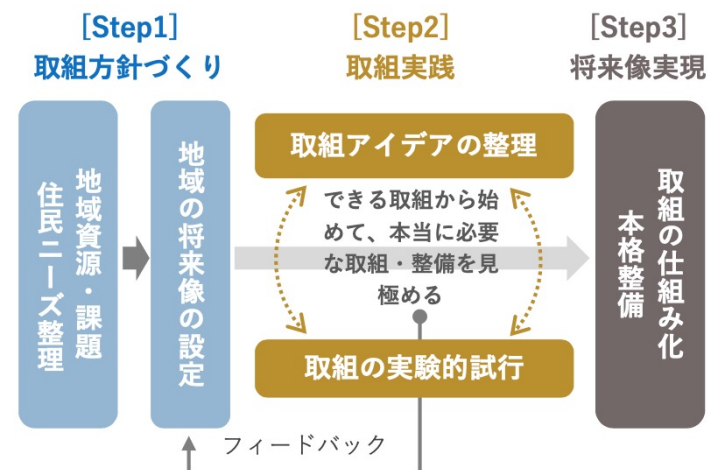 [Step1]
取組方針づくり
[Step2]
取組実践
[Step3]
将来像実現
地域資源・課題
住民ニーズ整理
地域の将来像の設定
取組アイデアの整理
できる取組から始
めて、本当に必要
な取組・整備を見
極める
取組の実験的試行
取組の仕組み化
本格整備
フィードバック